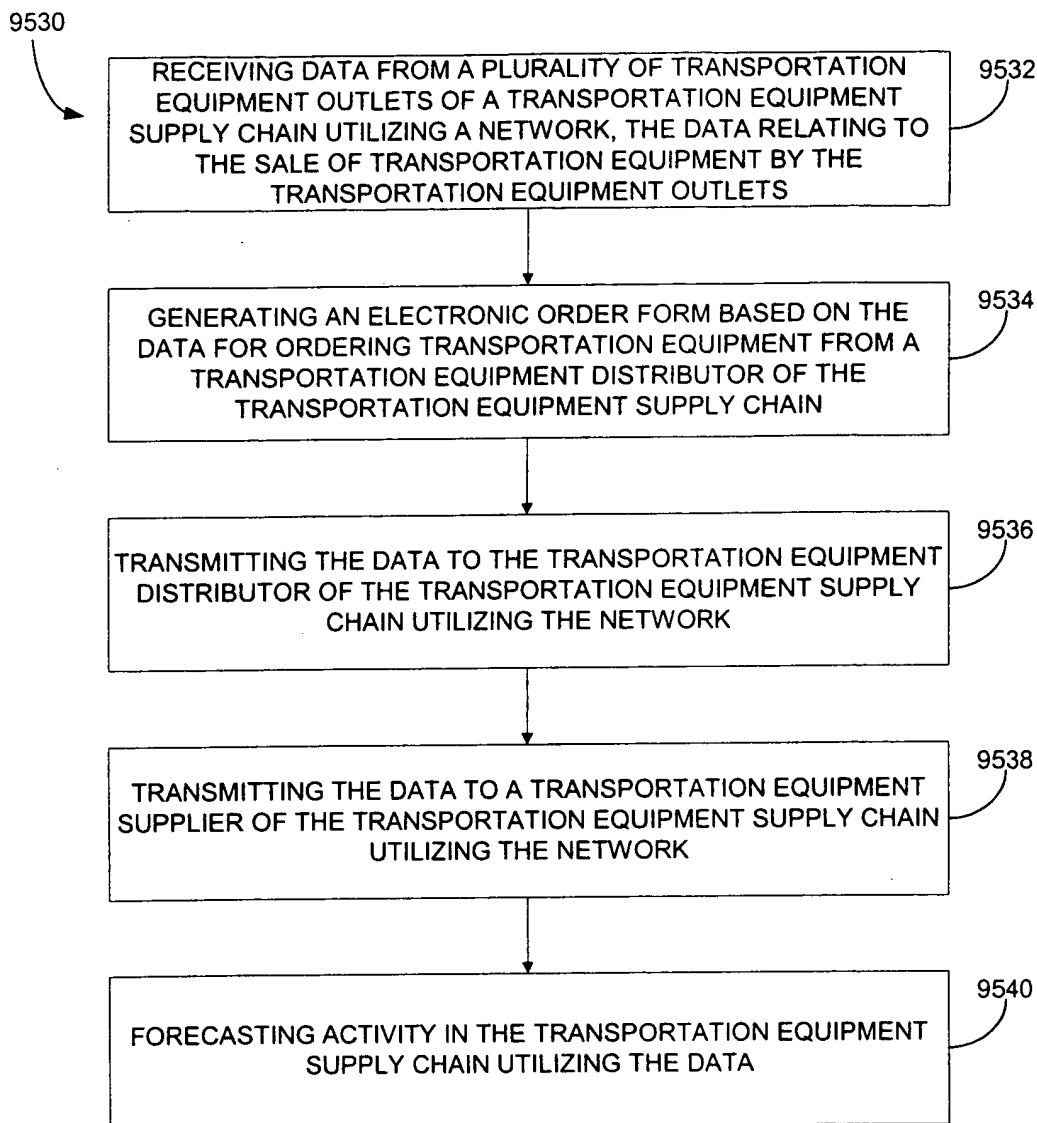 9530
RECEIVING DATA FROM A PLURALITY OF TRANSPORTATION
EQUIPMENT OUTLETS OF A TRANSPORTATION EQUIPMENT
SUPPLY CHAIN UTILIZING A NETWORK, THE DATA RELATING TO
THE SALE OF TRANSPORTATION EQUIPMENT BY THE
TRANSPORTATION EQUIPMENT OUTLETS
9532
GENERATING AN ELECTRONIC ORDER FORM BASED ON THE
DATA FOR ORDERING TRANSPORTATION EQUIPMENT FROM A
TRANSPORTATION EQUIPMENT DISTRIBUTOR OF THE
TRANSPORTATION EQUIPMENT SUPPLY CHAIN
9534
TRANSMITTING THE DATA TO THE TRANSPORTATION EQUIPMENT
DISTRIBUTOR OF THE TRANSPORTATION EQUIPMENT SUPPLY
CHAIN UTILIZING THE NETWORK
9536
TRANSMITTING THE DATA TO A TRANSPORTATION EQUIPMENT
SUPPLIER OF THE TRANSPORTATION EQUIPMENT SUPPLY CHAIN
UTILIZING THE NETWORK
9538
FORECASTING ACTIVITY IN THE TRANSPORTATION EQUIPMENT
SUPPLY CHAIN UTILIZING THE DATA
9540